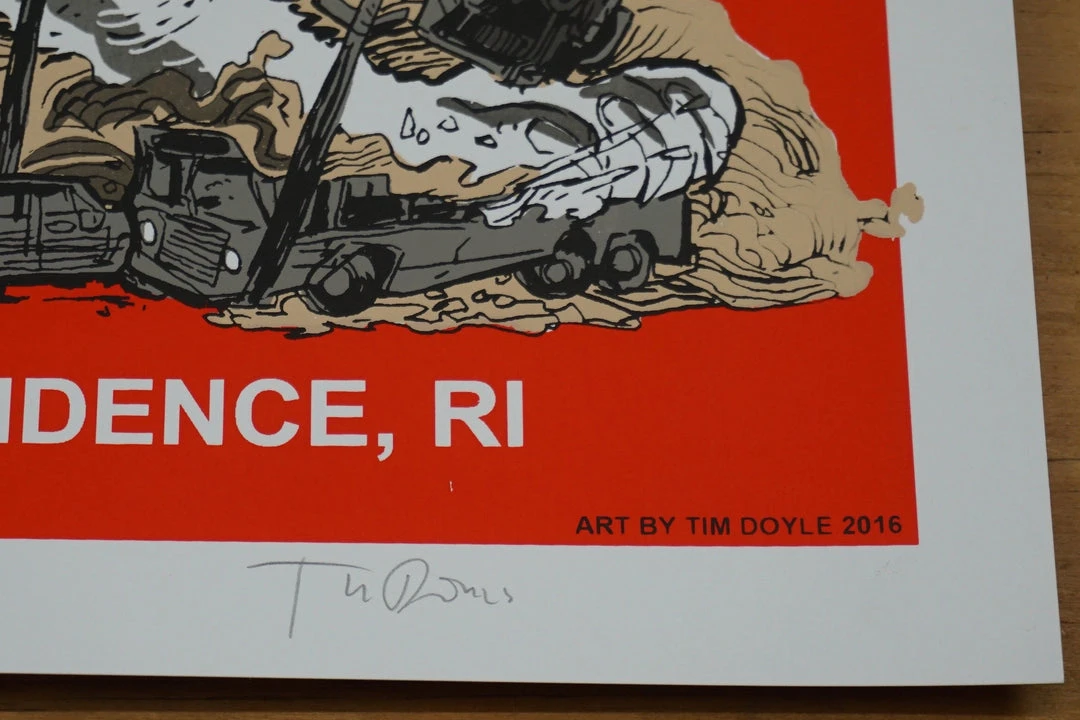 IDENCE, RI
ART BY TIM DOYLE 2016